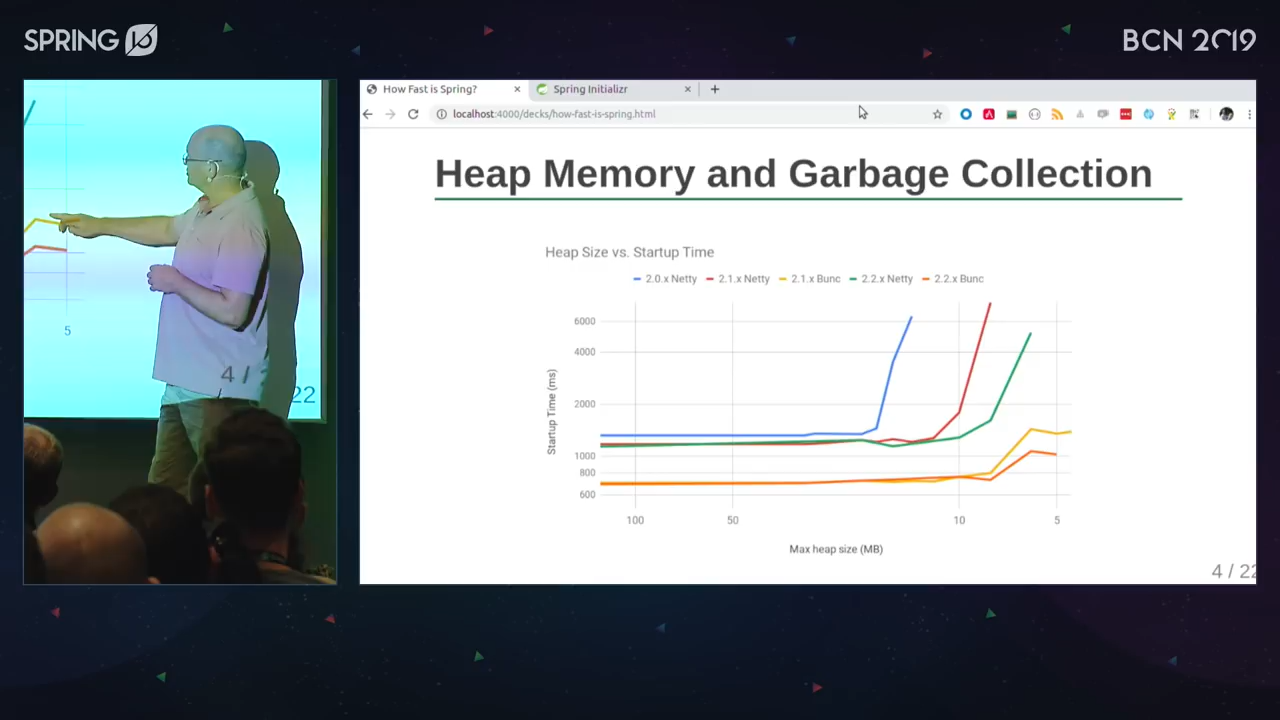 SPRING IO
BCN 2019
5
4 /
22
How Fast is Spring?
Spring Initializr
localhost:4000/decks/how-fast-is-spring.html
Heap Memory and Garbage Collection
Heap Size vs. Startup Time
2.0.x Netty 2.1.x Netty 2.1.x Bunc 2.2.x Netty 2.2.x Bunc
6000
4000
2000
1000
800
600
Startup Time (ms)
100 50 10 5
Max heap size (MB)
4 / 22